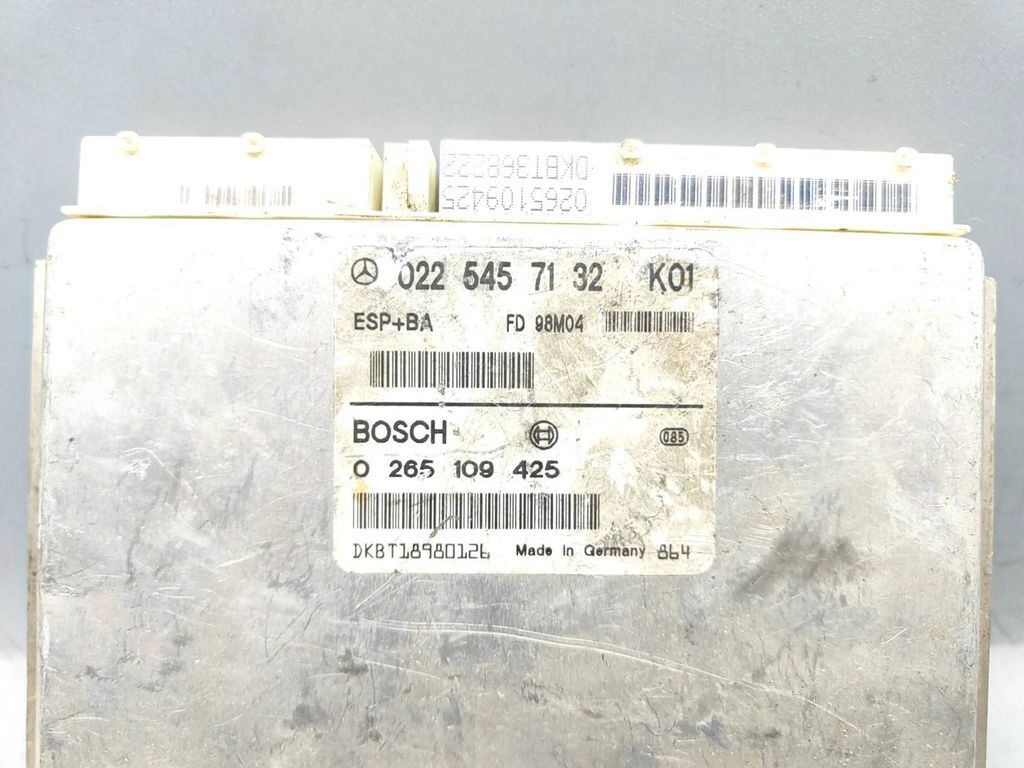 DKBT368222
0265109425
022 545 71 32 K01
ESP+BA FD 98M04
BOSCH 085
0 265 109 425
DKBT18980126 Made in Germany 864